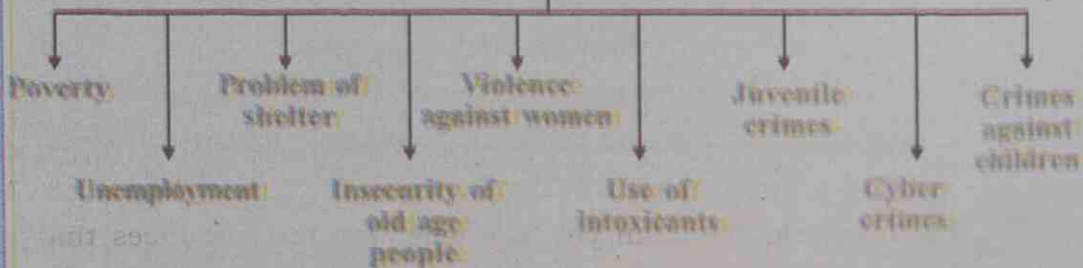 Poverty
Problem of
shelter
Violence
against women
Juvenile
crimes
Crimes
against
children
Unemployment
Insecurity of
old age
people
Use of
intoxicants
Cyber
crimes